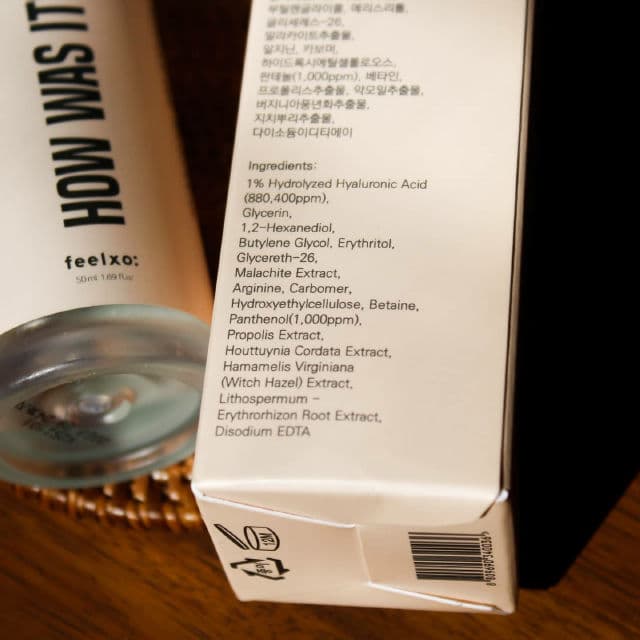 HOW WAS IT
feelxo:
50ml 1.69 fl.oz
부틸렌글라이콜, 에리스리톨,
글리세레스-26,
말라카이트추출물,
알지닌, 카보머,
하이드록시에틸셀룰로오스,
판테놀(1,000ppm), 베타인,
프로폴리스추출물, 약모밀추출물,
버지니아풍년화추출물,
지치뿌리추출물,
다이소듐이디티에이
Ingredients:
1% Hydrolyzed Hyaluronic Acid
(880,400ppm),
Glycerin,
1,2-Hexanediol,
Butylene Glycol, Erythritol,
Glycereth-26,
Malachite Extract,
Arginine, Carbomer,
Hydroxyethylcellulose, Betaine,
Panthenol(1,000ppm),
Propolis Extract,
Houttuynia Cordata Extract,
Hamamelis Virginiana
(Witch Hazel) Extract,
Lithospermum -
Erythrorhizon Root Extract,
Disodium EDTA
12M
종이